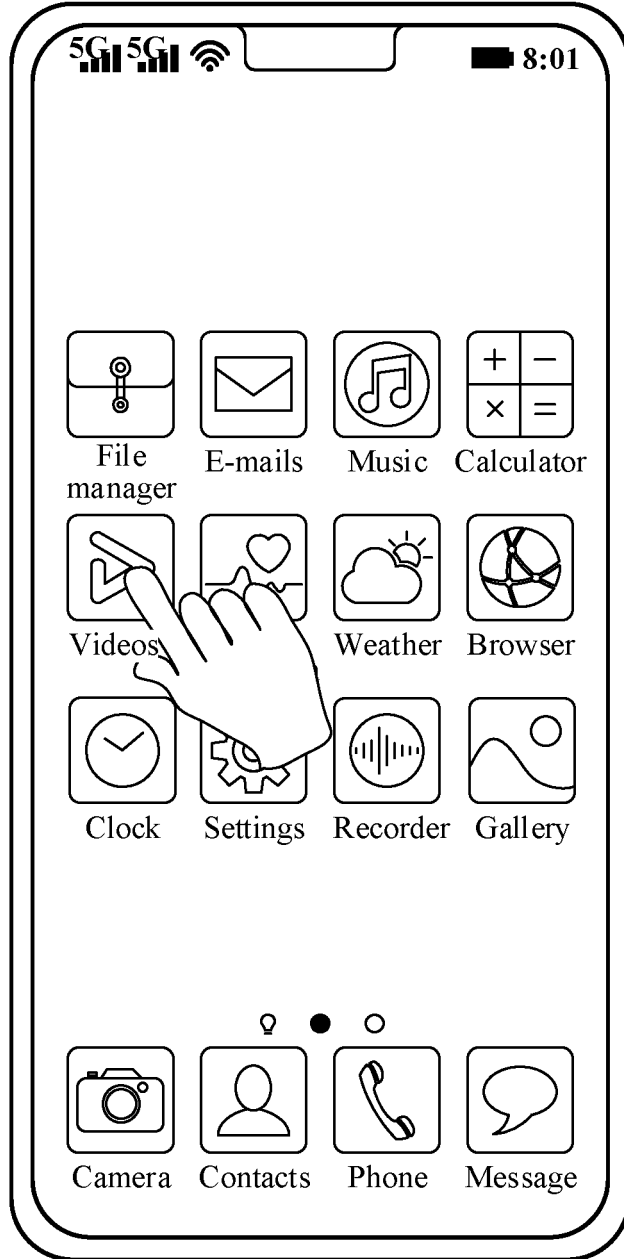 5G 5G 8:01
File manager E-mails Music Calculator
Videos Weather Browser
Clock Settings Recorder Gallery
Camera Contacts Phone Message